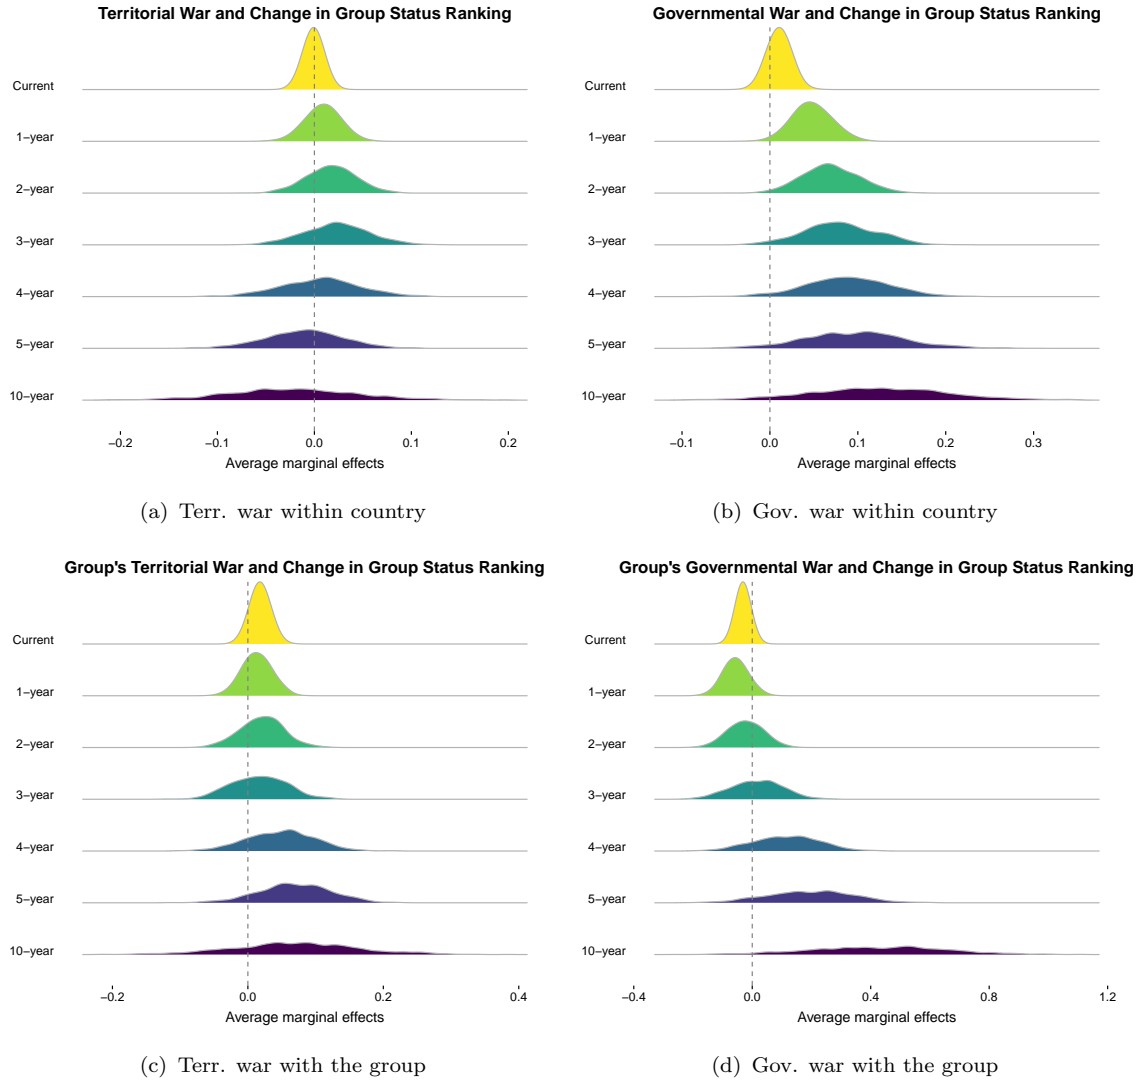 Territorial War and Change in Group Status Ranking
Current
1−year
2−year
3−year
4−year
5−year
10−year
−0.2 −0.1 0.0 0.1 0.2
Average marginal effects
(a) Terr. war within country
Governmental War and Change in Group Status Ranking
Current
1−year
2−year
3−year
4−year
5−year
10−year
−0.1 0.0 0.1 0.2 0.3
Average marginal effects
(b) Gov. war within country
Group's Territorial War and Change in Group Status Ranking
Current
1−year
2−year
3−year
4−year
5−year
10−year
−0.2 0.0 0.2 0.4
Average marginal effects
(c) Terr. war with the group
Group's Governmental War and Change in Group Status Ranking
Current
1−year
2−year
3−year
4−year
5−year
10−year
−0.4 0.0 0.4 0.8 1.2
Average marginal effects
(d) Gov. war with the group